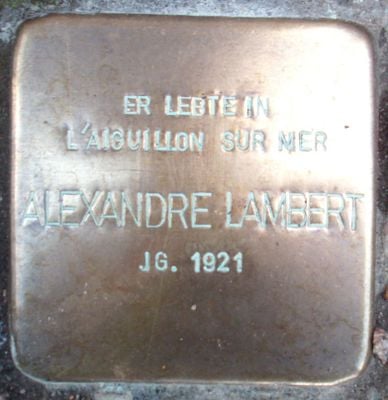 ER LEBTE IN
L'AIGUILLON SUR MER
ALEXANDRE LAMBERT
JG. 1921